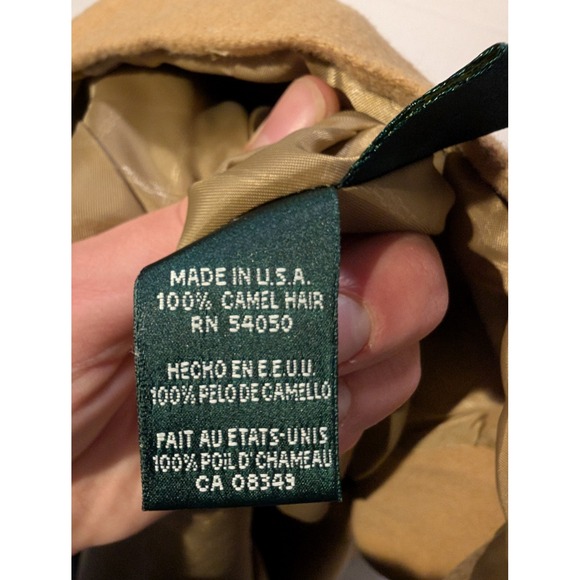 MADE IN U.S.A.
100% CAMEL HAIR
RN 54050
HECHO EN E.E.U.U.
100% PELO DE CAMELLO
FAIT AU ETATS-UNIS
100% POIL D' CHAMEAU
CA 08349